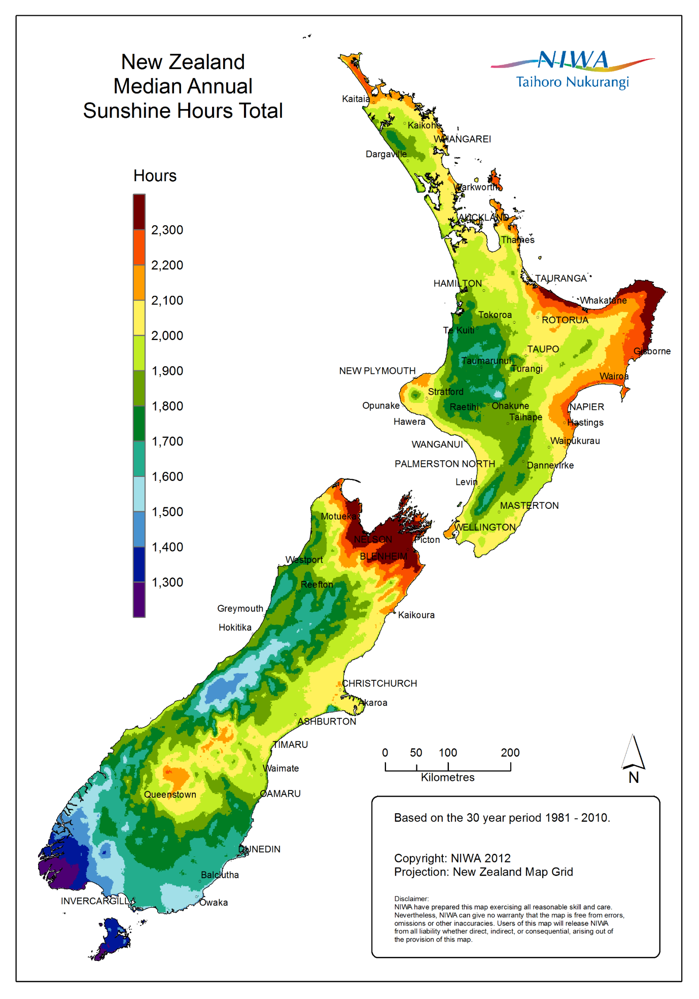 New Zealand
Median Annual
Sunshine Hours Total
NIWA
Taihoro Nukurangi
Hours
2,300
2,200
2,100
2,000
1,900
1,800
1,700
1,600
1,500
1,400
1,300
Kaitaia
Kaikohe
WHANGAREI
Dargaville
Warkworth
AUCKLAND
Thames
TAURANGA
HAMILTON
Whakatane
Tokoroa
ROTORUA
Te Kuiti
TAUPO
Gisborne
Taumarunui
Turangi
NEW PLYMOUTH
Wairoa
Stratford
Opunake
Raetihi
Ohakune
NAPIER
Taihape
Hawera
Hastings
Waipukurau
WANGANUI
PALMERSTON NORTH
Dannevirke
Levin
MASTERTON
Motueka
WELLINGTON
NELSON
Picton
BLENHEIM
Westport
Reefton
Greymouth
Kaikoura
Hokitika
CHRISTCHURCH
Akaroa
ASHBURTON
TIMARU
Waimate
OAMARU
Queenstown
DUNEDIN
Balclutha
INVERCARGILL
Owaka
0 50 100 200
Kilometres
N
Based on the 30 year period 1981 - 2010.
Copyright: NIWA 2012
Projection: New Zealand Map Grid
Disclaimer:
NIWA have prepared this map exercising all reasonable skill and care.
Nevertheless, NIWA can give no warranty that the map is free from errors,
omissions or other inaccuracies. Users of this map will release NIWA
from all liability whether direct, indirect, or consequential, arising out of
the provision of this map.